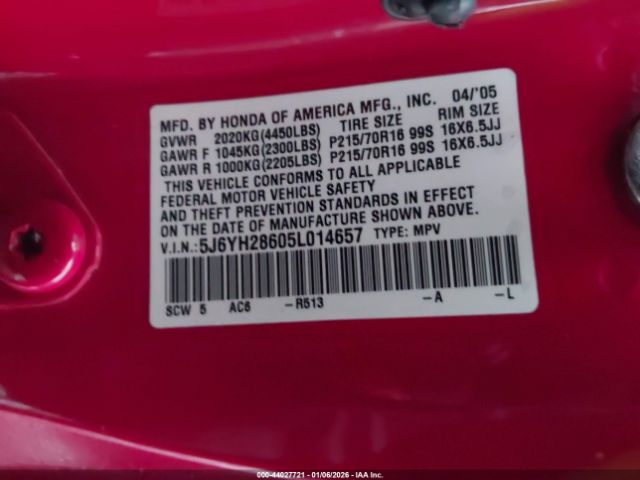 MFD. BY HONDA OF AMERICA MFG., INC. 04/'05
GVWR 2020KG(4450LBS) TIRE SIZE RIM SIZE
GAWR F 1045KG(2300LBS) P215/70R16 99S 16X6.5JJ
GAWR R 1000KG(2205LBS) P215/70R16 99S 16X6.5JJ
THIS VEHICLE CONFORMS TO ALL APPLICABLE
FEDERAL MOTOR VEHICLE SAFETY
AND THEFT PREVENTION STANDARDS IN EFFECT
ON THE DATE OF MANUFACTURE SHOWN ABOVE.
V.I.N.: 5J6YH28605L014657 TYPE: MPV
SCW 5 AC6 -R513 -A -L
000-44027721 - 01/06/2026 - IAA Inc.